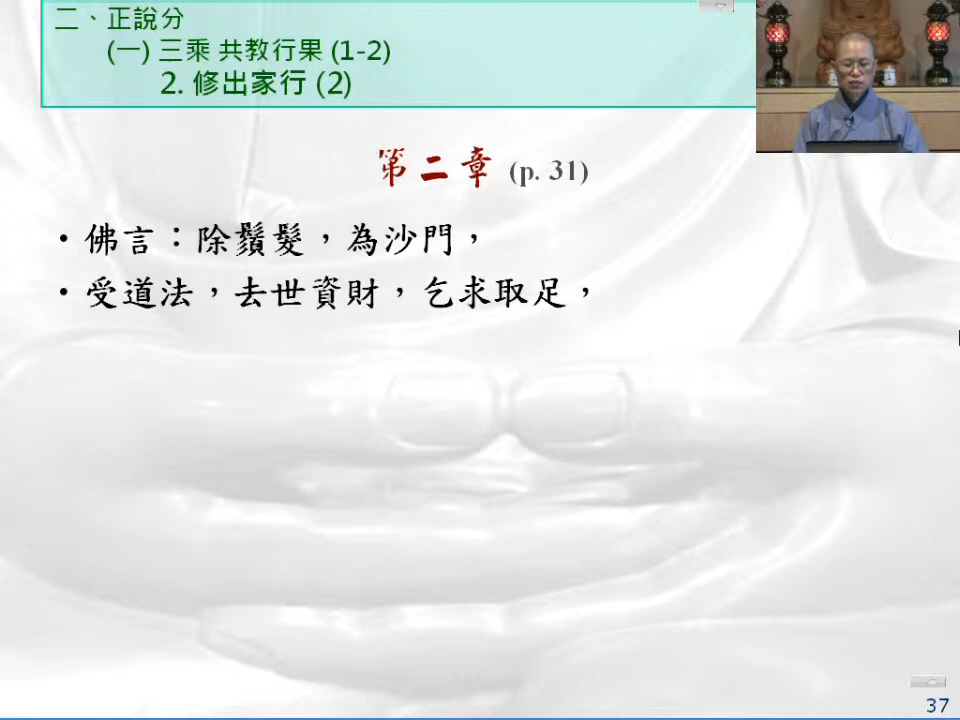 二、正說分
(一) 三乘 共教行果 (1-2)
2. 修出家行 (2)
第二章 (p. 31)
・佛言：除鬚髮，為沙門，
・受道法，去世資財，乞求取足，
37